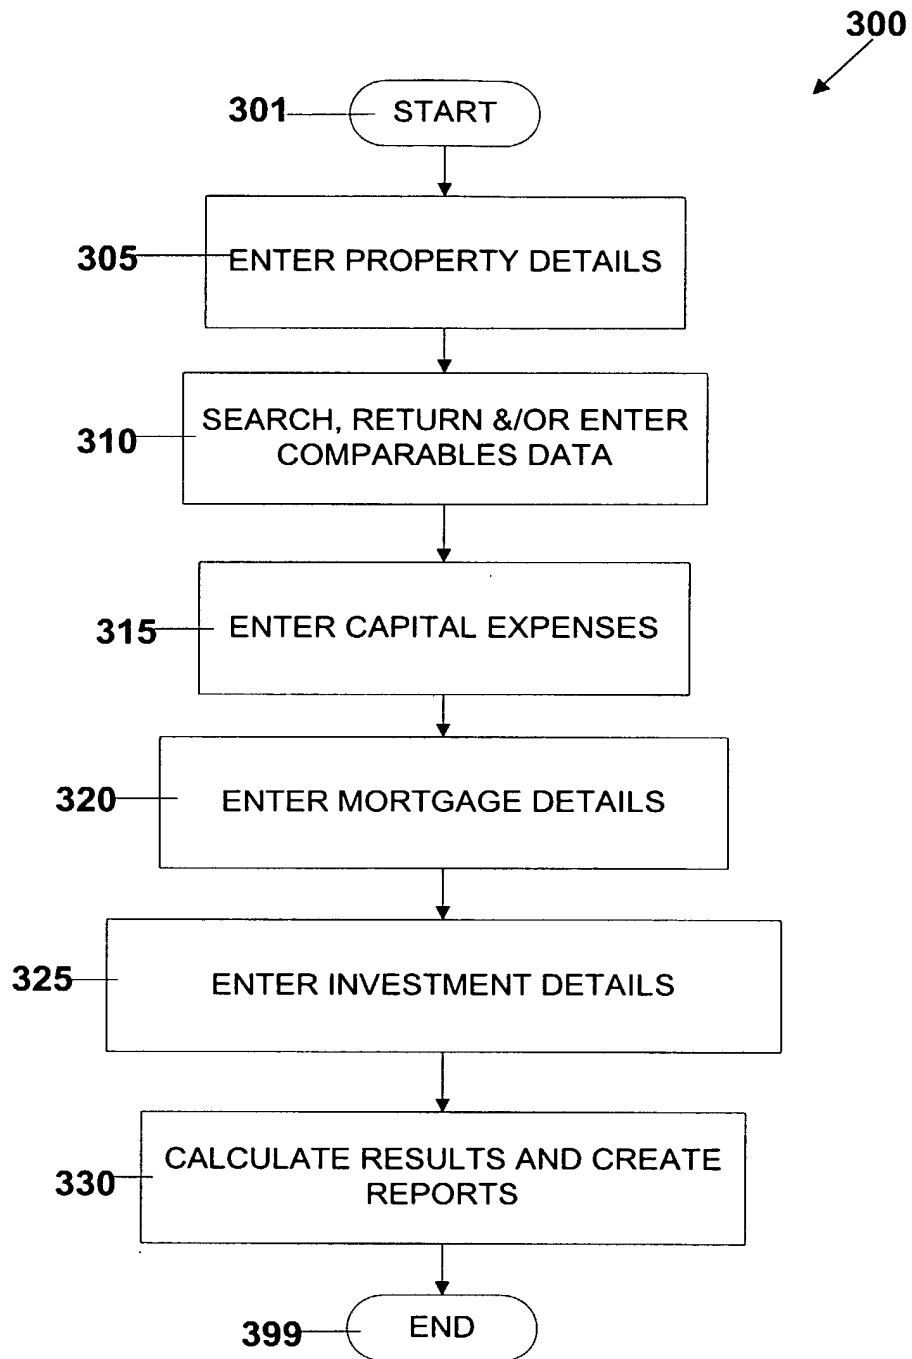 300
301 START
305 ENTER PROPERTY DETAILS
310 SEARCH, RETURN &/OR ENTER
COMPARABLES DATA
315 ENTER CAPITAL EXPENSES
320 ENTER MORTGAGE DETAILS
325 ENTER INVESTMENT DETAILS
330 CALCULATE RESULTS AND CREATE
REPORTS
399 END